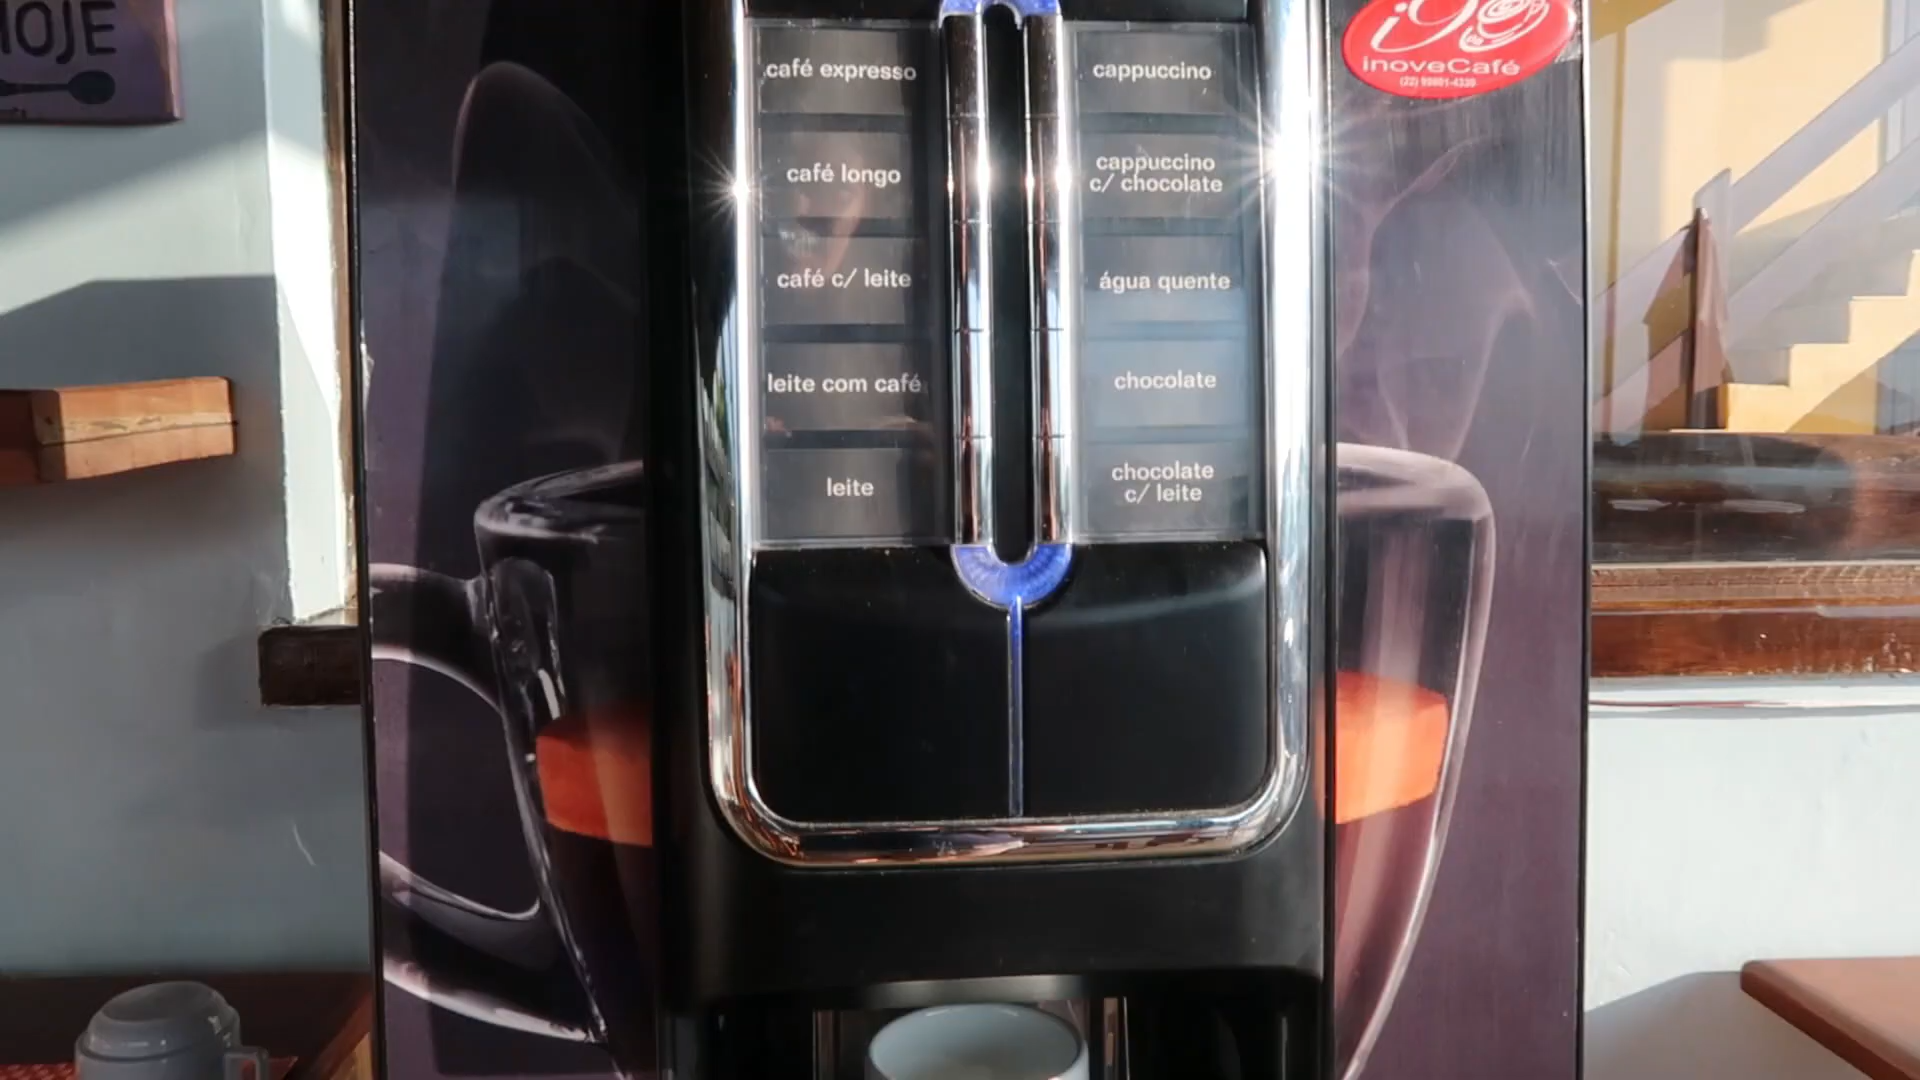 HOJE
café expresso
café longo
café c/ leite
leite com café
leite
cappuccino
cappuccino
c/ chocolate
água quente
chocolate
chocolate
c/ leite
i9
inoveCafé